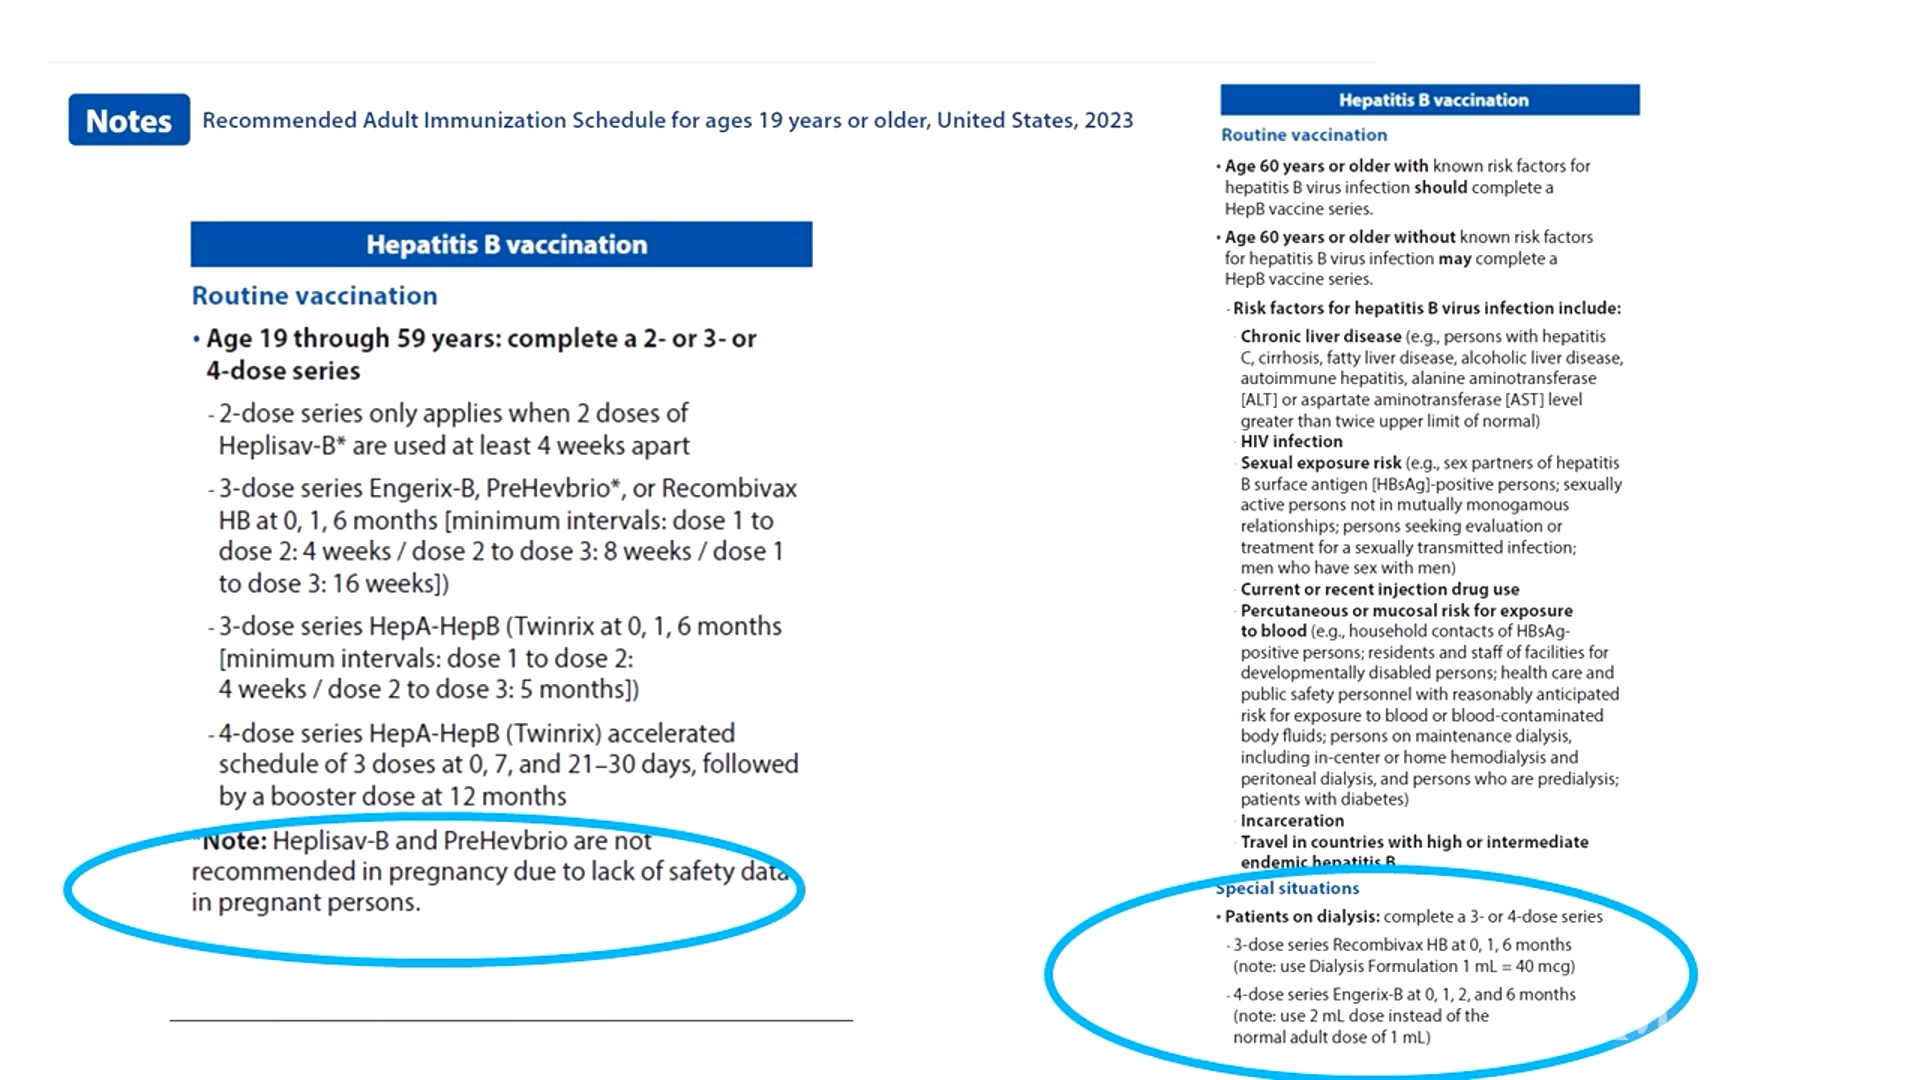 Notes Recommended Adult Immunization Schedule for ages 19 years or older, United States, 2023
Hepatitis B vaccination
Routine vaccination
• Age 19 through 59 years: complete a 2- or 3- or
4-dose series
- 2-dose series only applies when 2 doses of
Heplisav-B* are used at least 4 weeks apart
- 3-dose series Engerix-B, PreHevbrio*, or Recombivax
HB at 0, 1, 6 months [minimum intervals: dose 1 to
dose 2: 4 weeks / dose 2 to dose 3: 8 weeks / dose 1
to dose 3: 16 weeks])
- 3-dose series HepA-HepB (Twinrix at 0, 1, 6 months
[minimum intervals: dose 1 to dose 2:
4 weeks / dose 2 to dose 3: 5 months])
- 4-dose series HepA-HepB (Twinrix) accelerated
schedule of 3 doses at 0, 7, and 21–30 days, followed
by a booster dose at 12 months
*Note: Heplisav-B and PreHevbrio are not
recommended in pregnancy due to lack of safety data
in pregnant persons.
Hepatitis B vaccination
Routine vaccination
• Age 60 years or older with known risk factors for
hepatitis B virus infection should complete a
HepB vaccine series.
• Age 60 years or older without known risk factors
for hepatitis B virus infection may complete a
HepB vaccine series.
- Risk factors for hepatitis B virus infection include:
· Chronic liver disease (e.g., persons with hepatitis
C, cirrhosis, fatty liver disease, alcoholic liver disease,
autoimmune hepatitis, alanine aminotransferase
[ALT] or aspartate aminotransferase [AST] level
greater than twice upper limit of normal)
· HIV infection
· Sexual exposure risk (e.g., sex partners of hepatitis
B surface antigen [HBsAg]-positive persons; sexually
active persons not in mutually monogamous
relationships; persons seeking evaluation or
treatment for a sexually transmitted infection;
men who have sex with men)
· Current or recent injection drug use
· Percutaneous or mucosal risk for exposure
to blood (e.g., household contacts of HBsAg-
positive persons; residents and staff of facilities for
developmentally disabled persons; health care and
public safety personnel with reasonably anticipated
risk for exposure to blood or blood-contaminated
body fluids; persons on maintenance dialysis,
including in-center or home hemodialysis and
peritoneal dialysis, and persons who are predialysis;
patients with diabetes)
· Incarceration
· Travel in countries with high or intermediate
endemic hepatitis B
Special situations
• Patients on dialysis: complete a 3- or 4-dose series
- 3-dose series Recombivax HB at 0, 1, 6 months
(note: use Dialysis Formulation 1 mL = 40 mcg)
- 4-dose series Engerix-B at 0, 1, 2, and 6 months
(note: use 2 mL dose instead of the
normal adult dose of 1 mL)